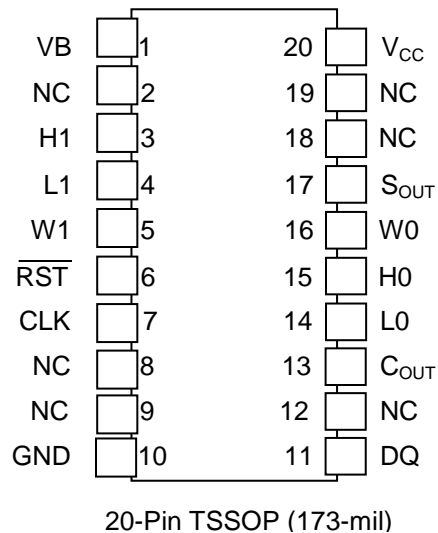 VB 1 20 VCC
NC 2 19 NC
H1 3 18 NC
L1 4 17 SOUT
W1 5 16 W0
RST 6 15 H0
CLK 7 14 L0
NC 8 13 COUT
NC 9 12 NC
GND 10 11 DQ
20-Pin TSSOP (173-mil)